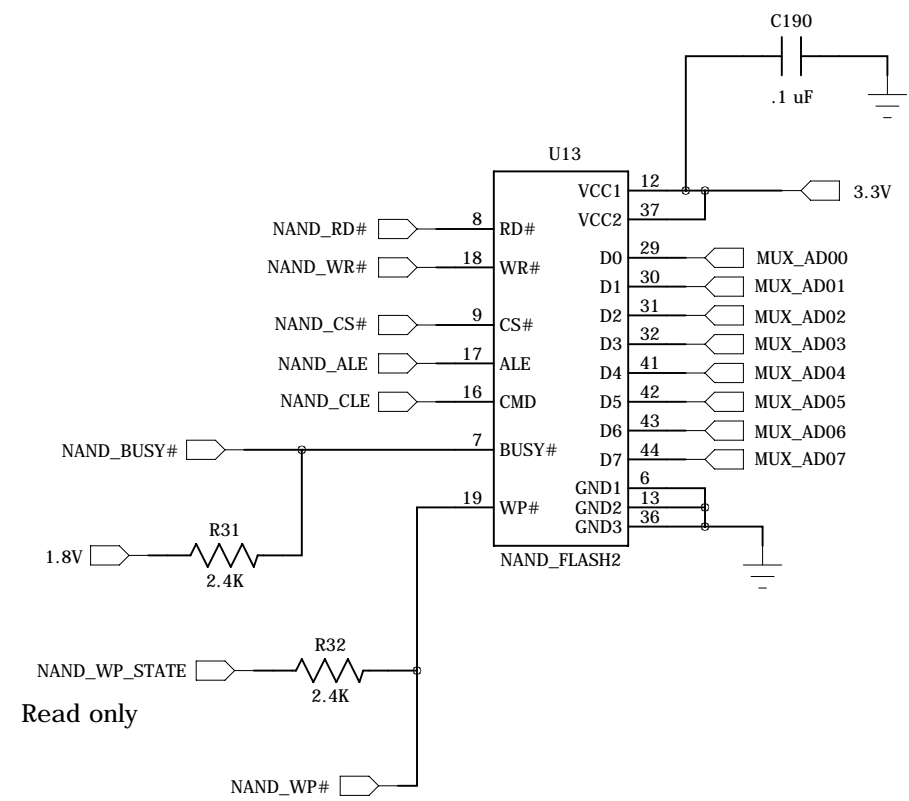 C190
.1 uF
U13
VCC1 12 3.3V
VCC2 37
NAND_RD# 8 RD#
NAND_WR# 18 WR#
D0 29 MUX_AD00
D1 30 MUX_AD01
NAND_CS# 9 CS#
D2 31 MUX_AD02
D3 32 MUX_AD03
NAND_ALE 17 ALE
D4 41 MUX_AD04
NAND_CLE 16 CMD
D5 42 MUX_AD05
D6 43 MUX_AD06
NAND_BUSY# 7 BUSY#
D7 44 MUX_AD07
GND1 6
19 WP#
GND2 13
GND3 36
NAND_FLASH2
R31
1.8V
2.4K
R32
NAND_WP_STATE
2.4K
Read only
NAND_WP#